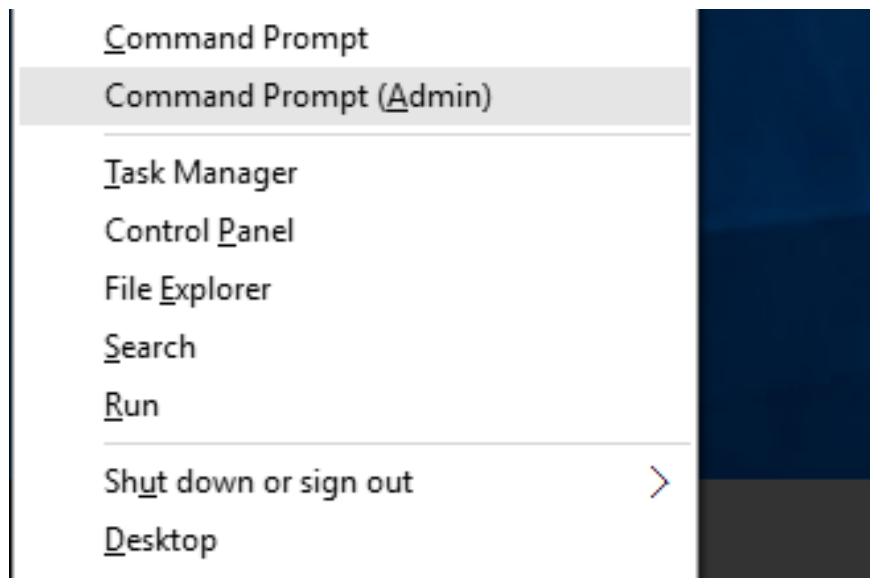 Command Prompt
Command Prompt (Admin)
Task Manager
Control Panel
File Explorer
Search
Run
Shut down or sign out
Desktop